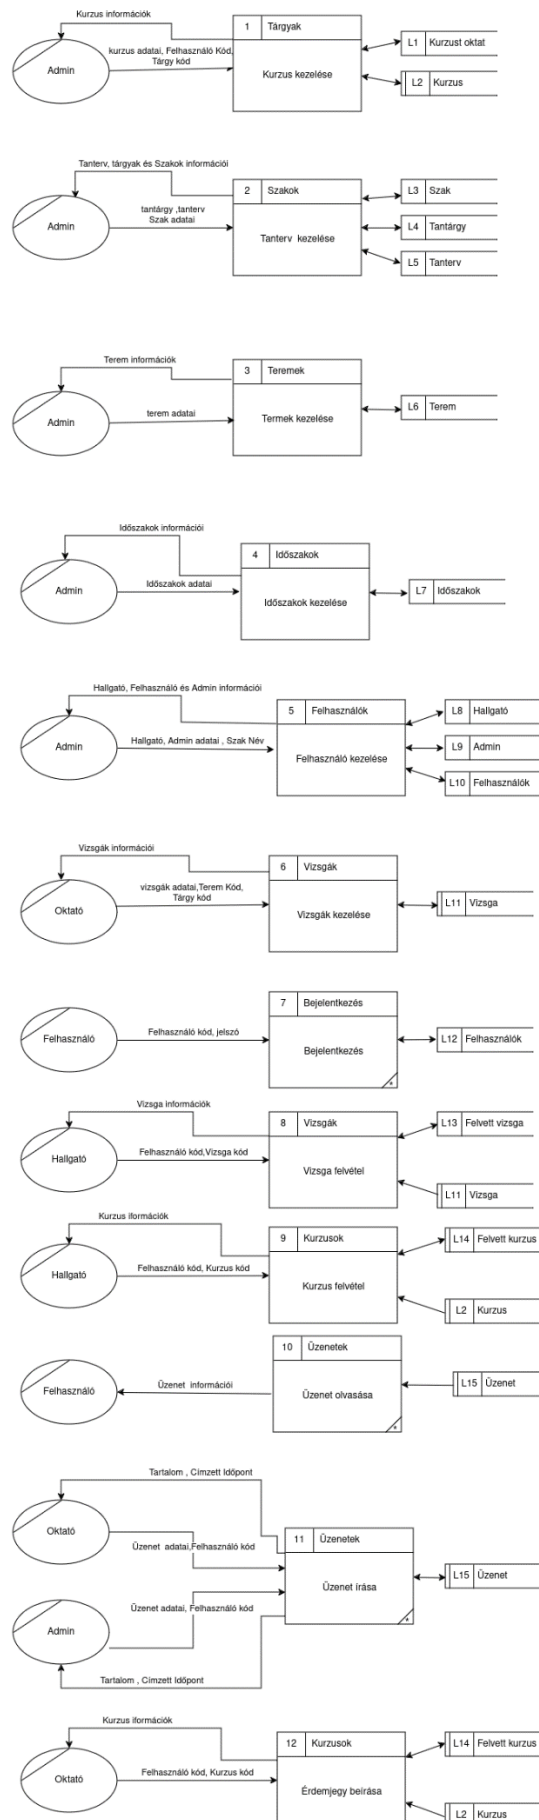 Kurzus információk
1 Tárgyak
kurzus adatai, Felhasználó Kód,
Tárgy kód
Admin
Kurzus kezelése
L1 Kurzust oktat
L2 Kurzus
Tanterv, tárgyak és Szakok információi
2 Szakok
tantárgy ,tanterv
Szak adatai
Admin
Tanterv kezelése
L3 Szak
L4 Tantárgy
L5 Tanterv
Terem információk
3 Teremek
terem adatai
Admin
Termek kezelése
L6 Terem
Időszakok információi
4 Időszakok
Időszakok adatai
Admin
Időszakok kezelése
L7 Időszakok
Hallgató, Felhasználó és Admin információi
5 Felhasználók
Hallgató, Admin adatai , Szak Név
Admin
Felhasználó kezelése
L8 Hallgató
L9 Admin
L10 Felhasználók
Vizsgák információi
6 Vizsgák
vizsgák adatai,Terem Kód,
Tárgy kód
Oktató
Vizsgák kezelése
L11 Vizsga
7 Bejelentkezés
Felhasználó kód, jelszó
Felhasználó
Bejelentkezés
*
L12 Felhasználók
Vizsga információk
8 Vizsgák
Felhasználó kód,Vizsga kód
Hallgató
Vizsga felvétel
L13 Felvett vizsga
L11 Vizsga
Kurzus iformációk
9 Kurzusok
Felhasználó kód, Kurzus kód
Hallgató
Kurzus felvétel
L14 Felvett kurzus
L2 Kurzus
10 Üzenetek
Üzenet információi
Felhasználó
Üzenet olvasása
*
L15 Üzenet
Tartalom , Címzett Időpont
Oktató
11 Üzenetek
Üzenet adatai,Felhasználó kód
Üzenet írása
*
L15 Üzenet
Üzenet adatai, Felhasználó kód
Admin
Tartalom , Címzett Időpont
Kurzus iformációk
12 Kurzusok
Felhasználó kód, Kurzus kód
Oktató
Érdemjegy beírása
L14 Felvett kurzus
L2 Kurzus